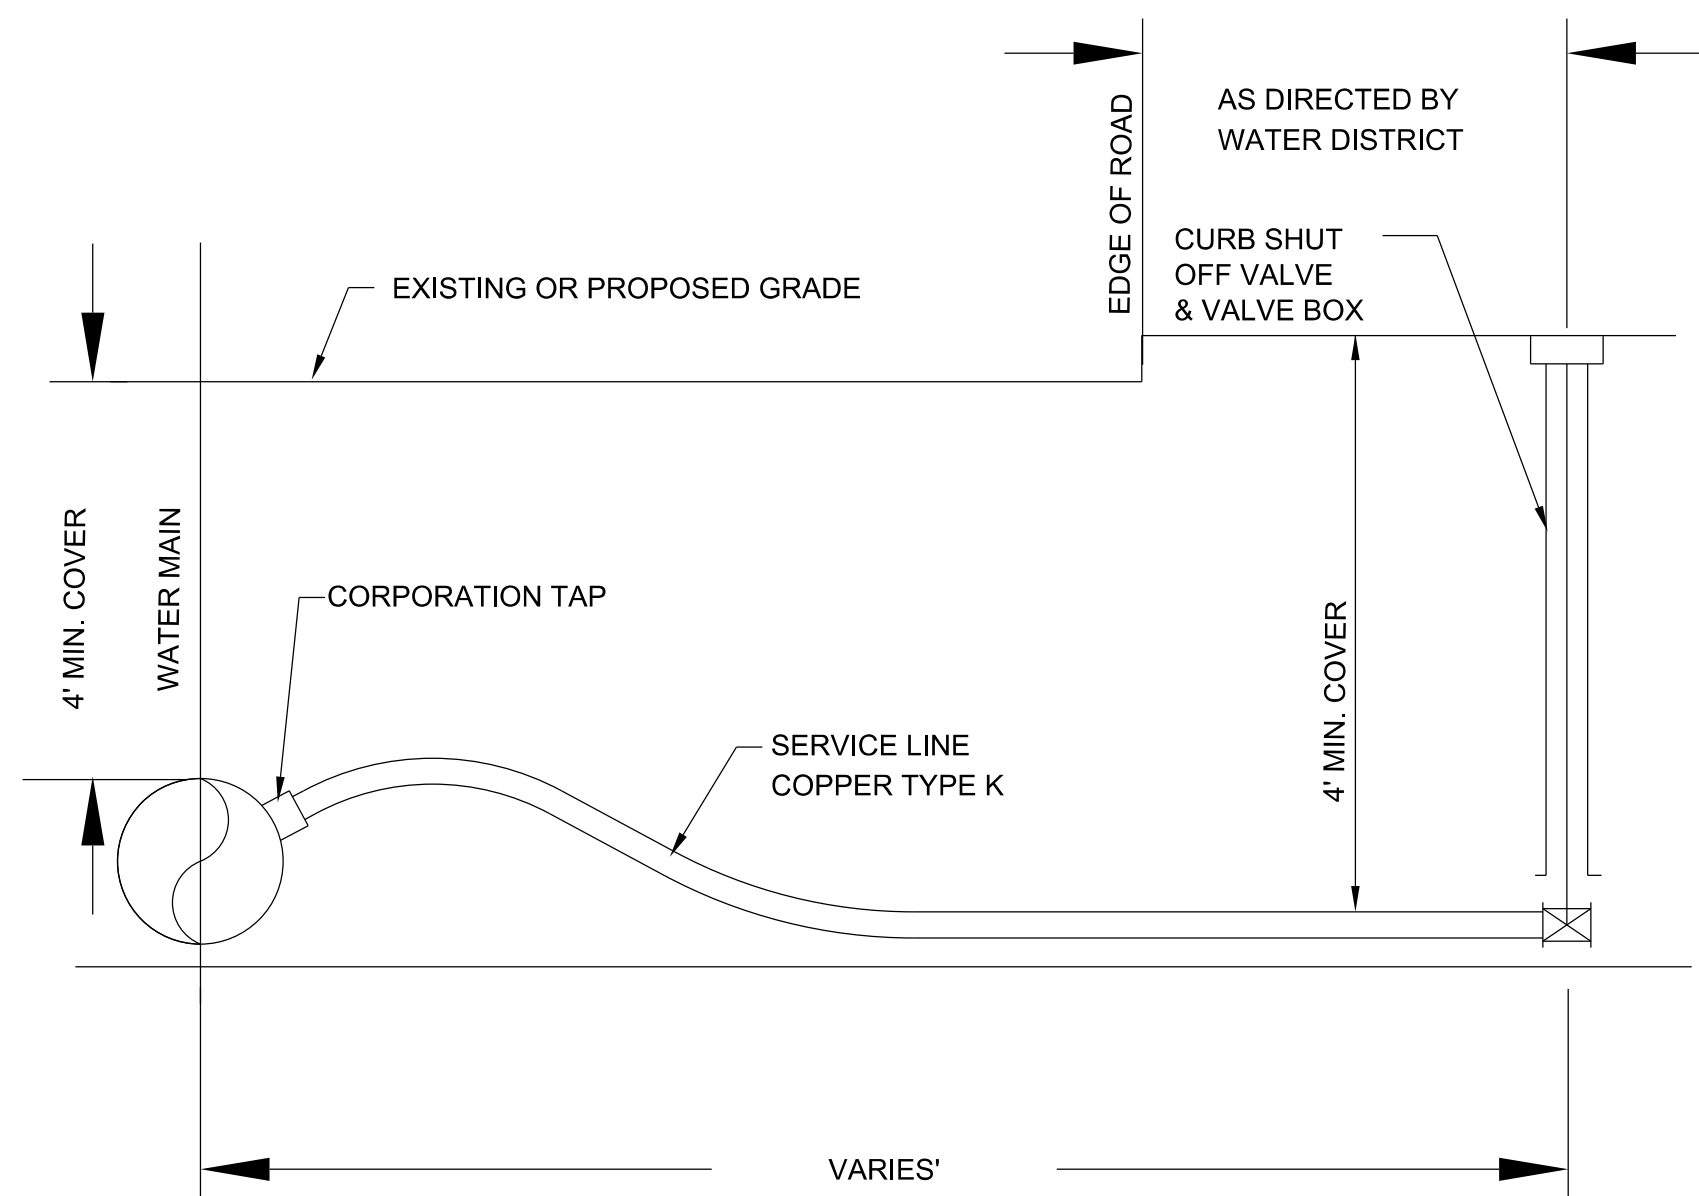 AS DIRECTED BY
WATER DISTRICT
EDGE OF ROAD
CURB SHUT
OFF VALVE
& VALVE BOX
EXISTING OR PROPOSED GRADE
4' MIN. COVER
WATER MAIN
CORPORATION TAP
SERVICE LINE
COPPER TYPE K
4' MIN. COVER
VARIES'